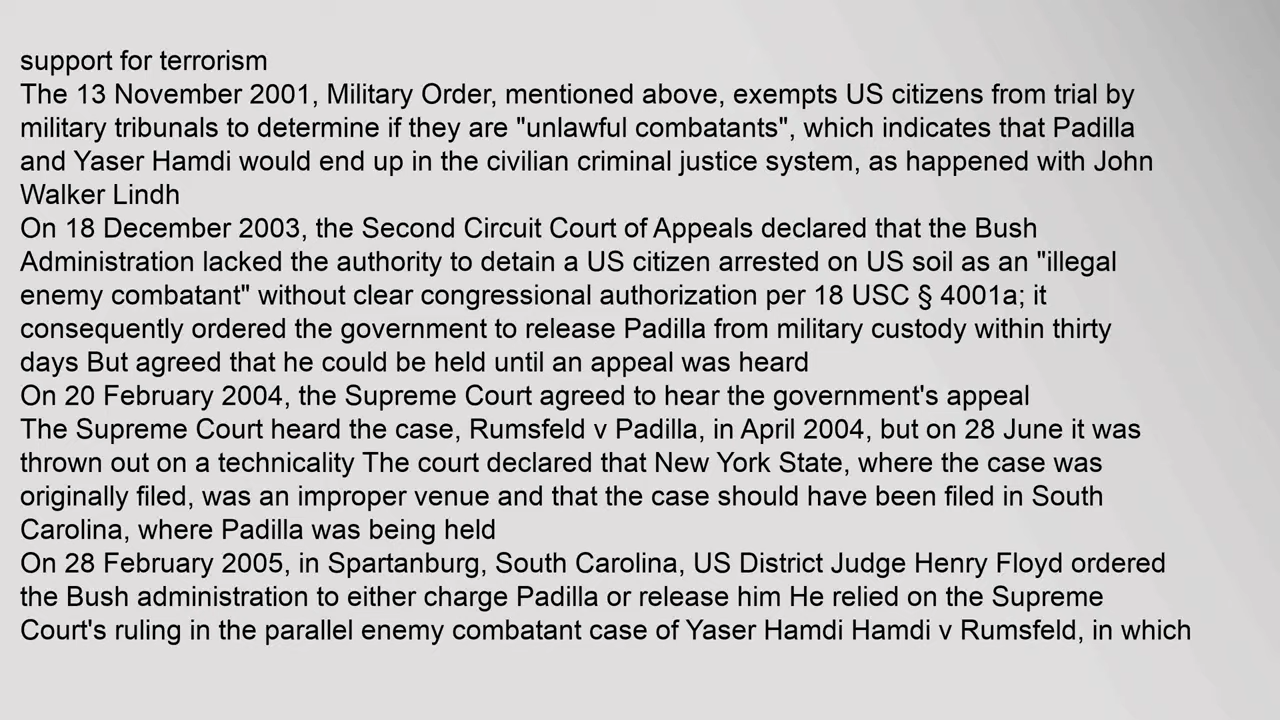 support for terrorism
The 13 November 2001, Military Order, mentioned above, exempts US citizens from trial by
military tribunals to determine if they are "unlawful combatants", which indicates that Padilla
and Yaser Hamdi would end up in the civilian criminal justice system, as happened with John
Walker Lindh
On 18 December 2003, the Second Circuit Court of Appeals declared that the Bush
Administration lacked the authority to detain a US citizen arrested on US soil as an "illegal
enemy combatant" without clear congressional authorization per 18 USC § 4001a; it
consequently ordered the government to release Padilla from military custody within thirty
days But agreed that he could be held until an appeal was heard
On 20 February 2004, the Supreme Court agreed to hear the government's appeal
The Supreme Court heard the case, Rumsfeld v Padilla, in April 2004, but on 28 June it was
thrown out on a technicality The court declared that New York State, where the case was
originally filed, was an improper venue and that the case should have been filed in South
Carolina, where Padilla was being held
On 28 February 2005, in Spartanburg, South Carolina, US District Judge Henry Floyd ordered
the Bush administration to either charge Padilla or release him He relied on the Supreme
Court's ruling in the parallel enemy combatant case of Yaser Hamdi Hamdi v Rumsfeld, in which